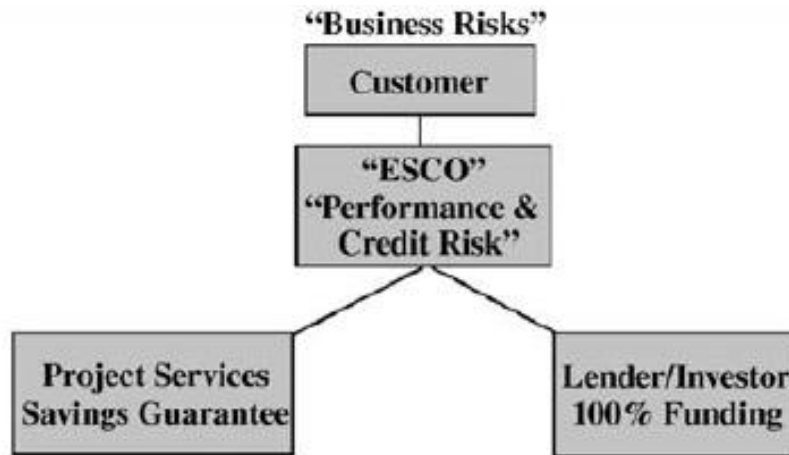 “Business Risks”
Customer
“ESCO”
“Performance &
Credit Risk”
Project Services
Savings Guarantee
Lender/Investor
100% Funding